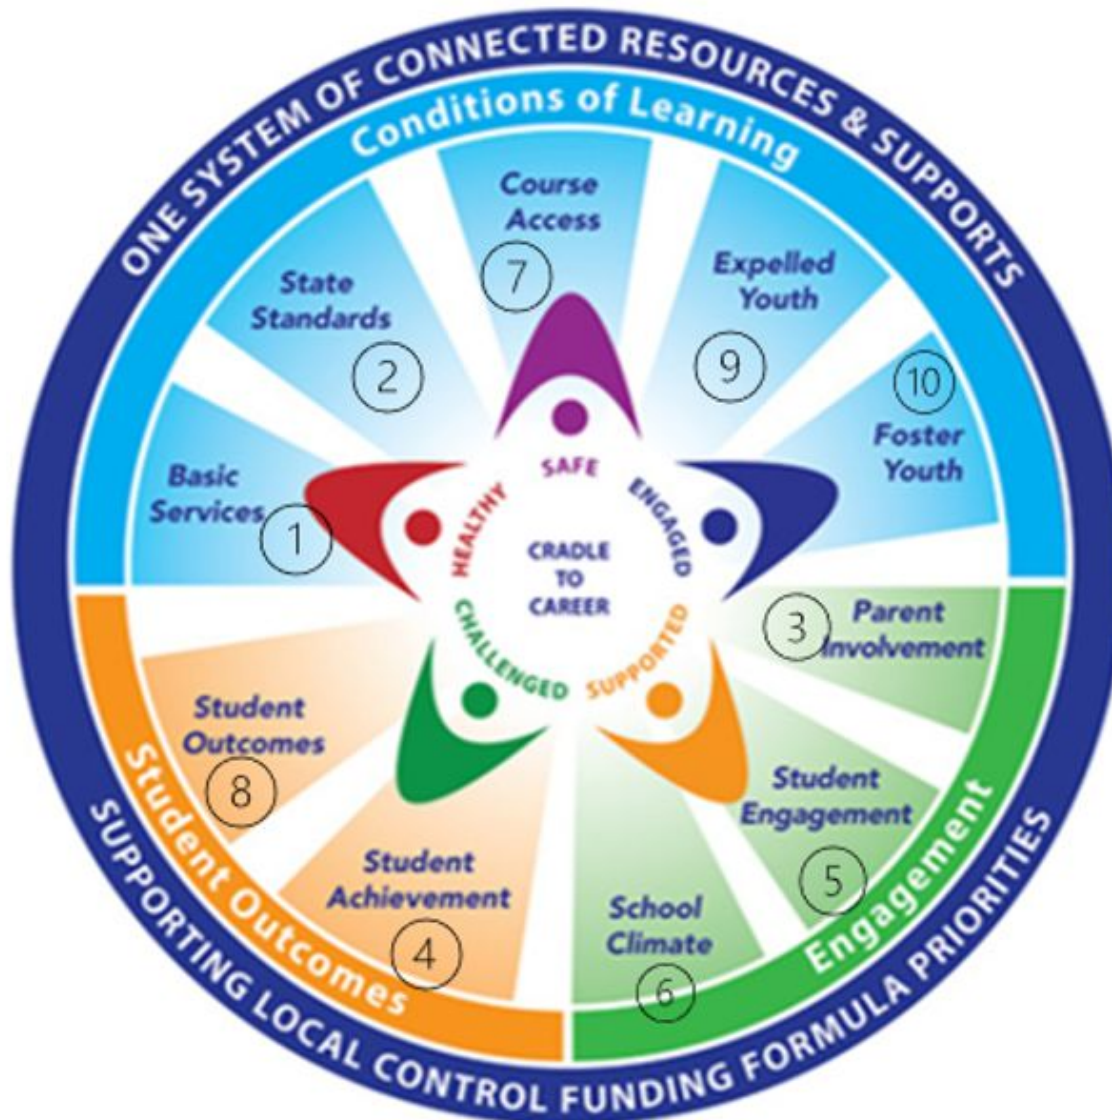 ONE SYSTEM OF CONNECTED RESOURCES & SUPPORTS
Conditions of Learning
Course
Access
7
State
Standards
2
Expelled
Youth
9
10
Foster
Youth
Basic
Services
1
SAFE
HEALTHY
ENGAGED
CRADLE
TO
CAREER
CHALLENGED
SUPPORTED
3
Parent
Involvement
Student
Outcomes
8
Student
Engagement
5
Student
Achievement
4
School
Climate
6
Student Outcomes
Engagement
SUPPORTING LOCAL CONTROL FUNDING FORMULA PRIORITIES